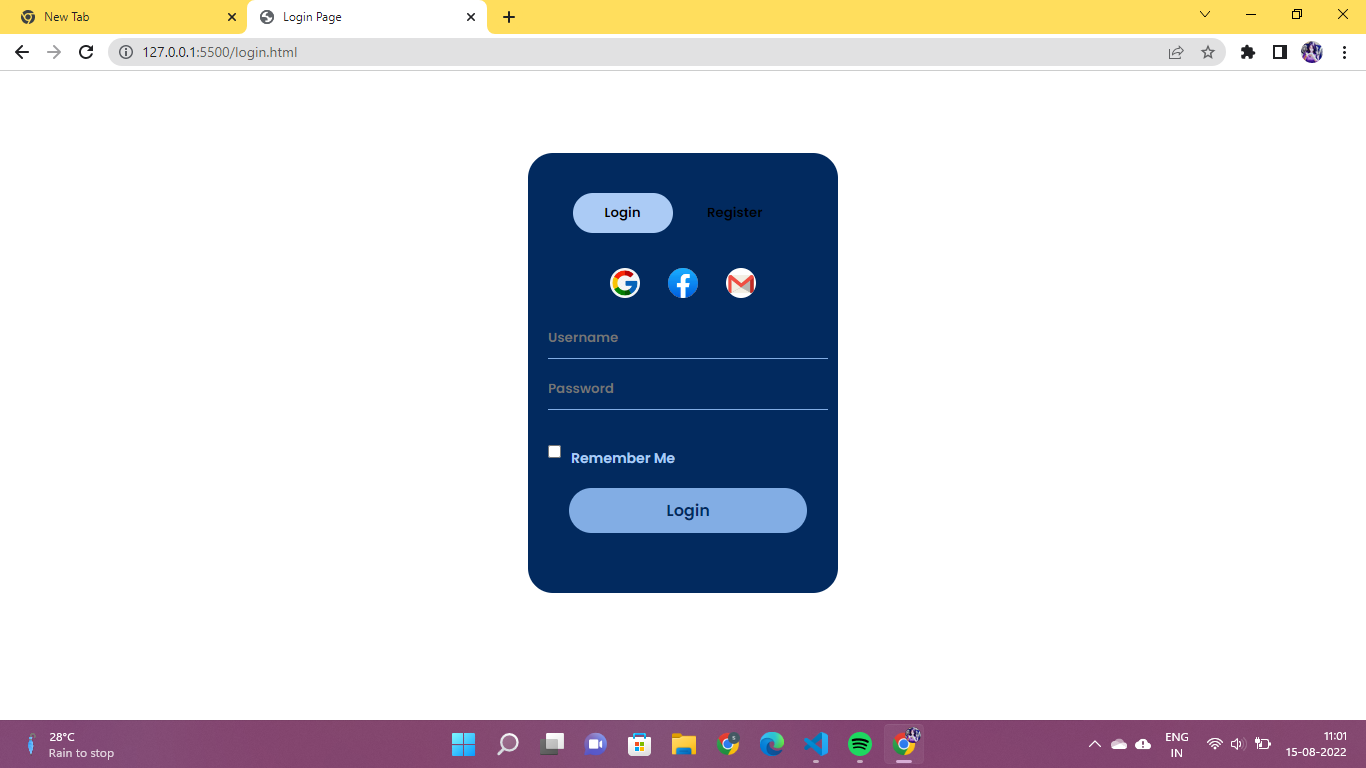 New Tab
Login Page
127.0.0.1:5500/login.html
Login
Register
Username
Password
Remember Me
Login
28°C
Rain to stop
ENG
IN
11:01
15-08-2022